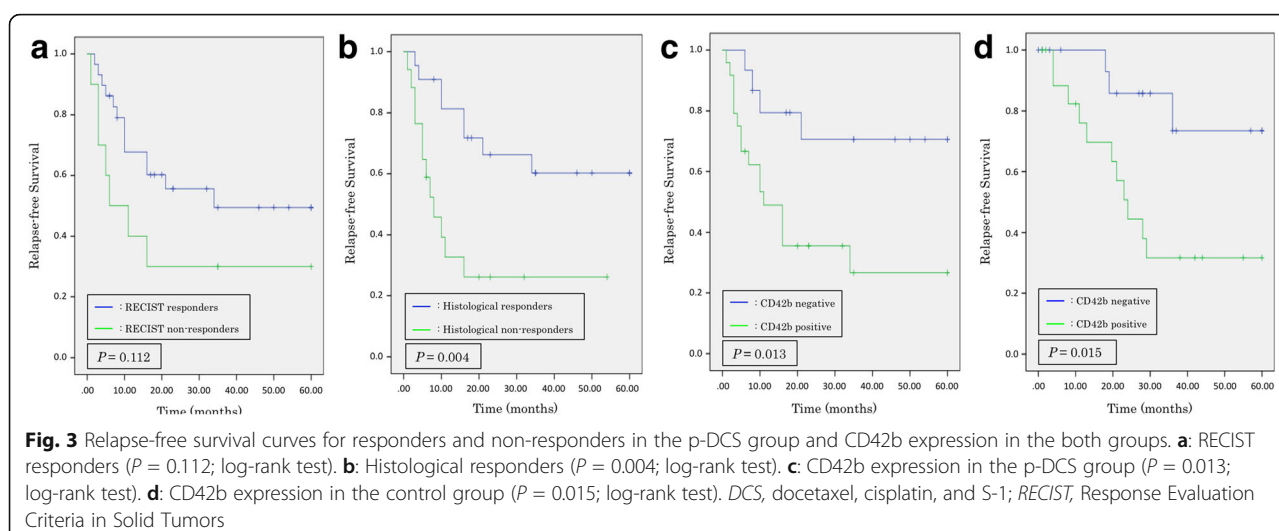 a
1.0
0.8
0.6
0.4
0.2
0.0
Relapse-free Survival
: RECIST responders
: RECIST non-responders
P = 0.112
.00 10.00 20.00 30.00 40.00 50.00 60.00
Time (months)
b
1.0
0.8
0.6
0.4
0.2
0.0
Relapse-free Survival
: Histological responders
: Histological non-responders
P = 0.004
.00 10.00 20.00 30.00 40.00 50.00 60.00
Time (months)
c
1.0
0.8
0.6
0.4
0.2
0.0
Relapse-free Survival
: CD42b negative
: CD42b positive
P = 0.013
.00 10.00 20.00 30.00 40.00 50.00 60.00
Time (months)
d
1.0
0.8
0.6
0.4
0.2
0.0
Relapse-free Survival
: CD42b negative
: CD42b positive
P = 0.015
.00 10.00 20.00 30.00 40.00 50.00 60.00
Time (months)
Fig. 3 Relapse-free survival curves for responders and non-responders in the p-DCS group and CD42b expression in the both groups. a: RECIST
responders (P = 0.112; log-rank test). b: Histological responders (P = 0.004; log-rank test). c: CD42b expression in the p-DCS group (P = 0.013;
log-rank test). d: CD42b expression in the control group (P = 0.015; log-rank test). DCS, docetaxel, cisplatin, and S-1; RECIST, Response Evaluation
Criteria in Solid Tumors